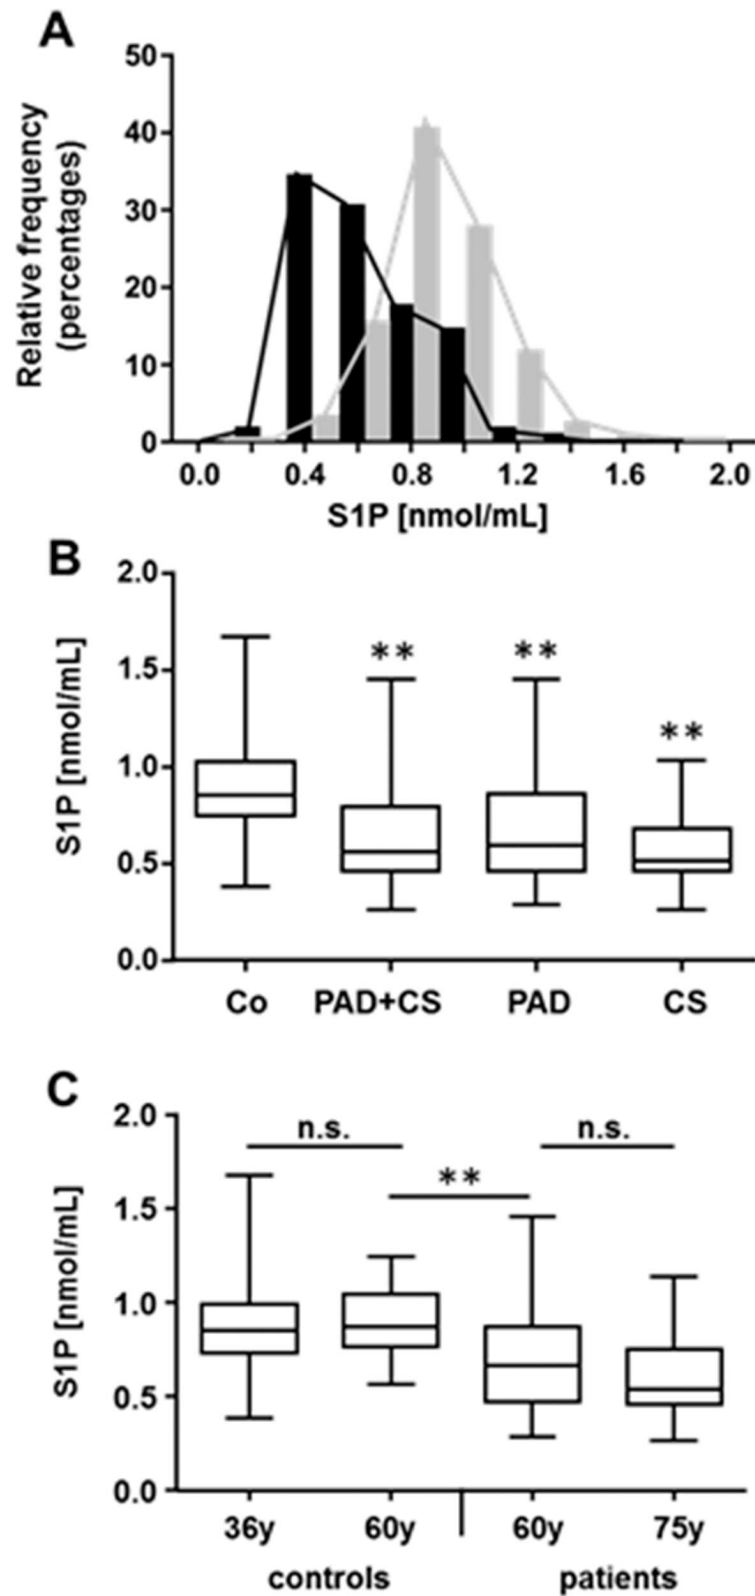 A
Relative frequency
(percentages)
50
40
30
20
10
0
0.0 0.4 0.8 1.2 1.6 2.0
S1P [nmol/mL]
B
S1P [nmol/mL]
2.0
1.5
1.0
0.5
0.0
** ** **
Co PAD+CS PAD CS
C
S1P [nmol/mL]
2.0
1.5
1.0
0.5
0.0
n.s. ** n.s.
36y 60y 60y 75y
controls patients